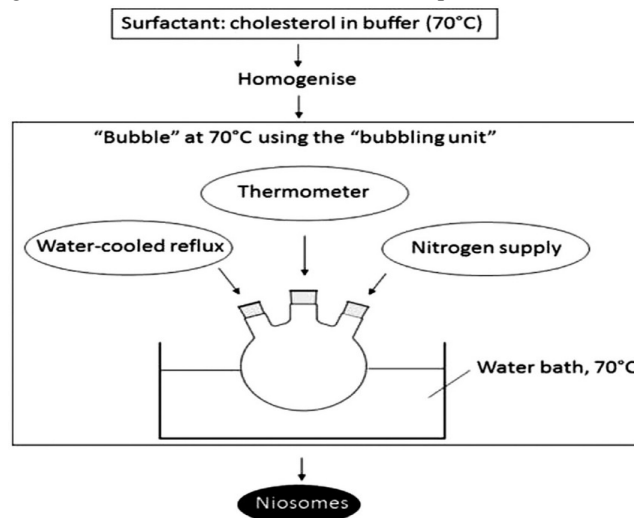 Surfactant: cholesterol in buffer (70°C)
Homogenise
“Bubble” at 70°C using the “bubbling unit”
Thermometer
Water-cooled reflux
Nitrogen supply
Water bath, 70°C
Niosomes